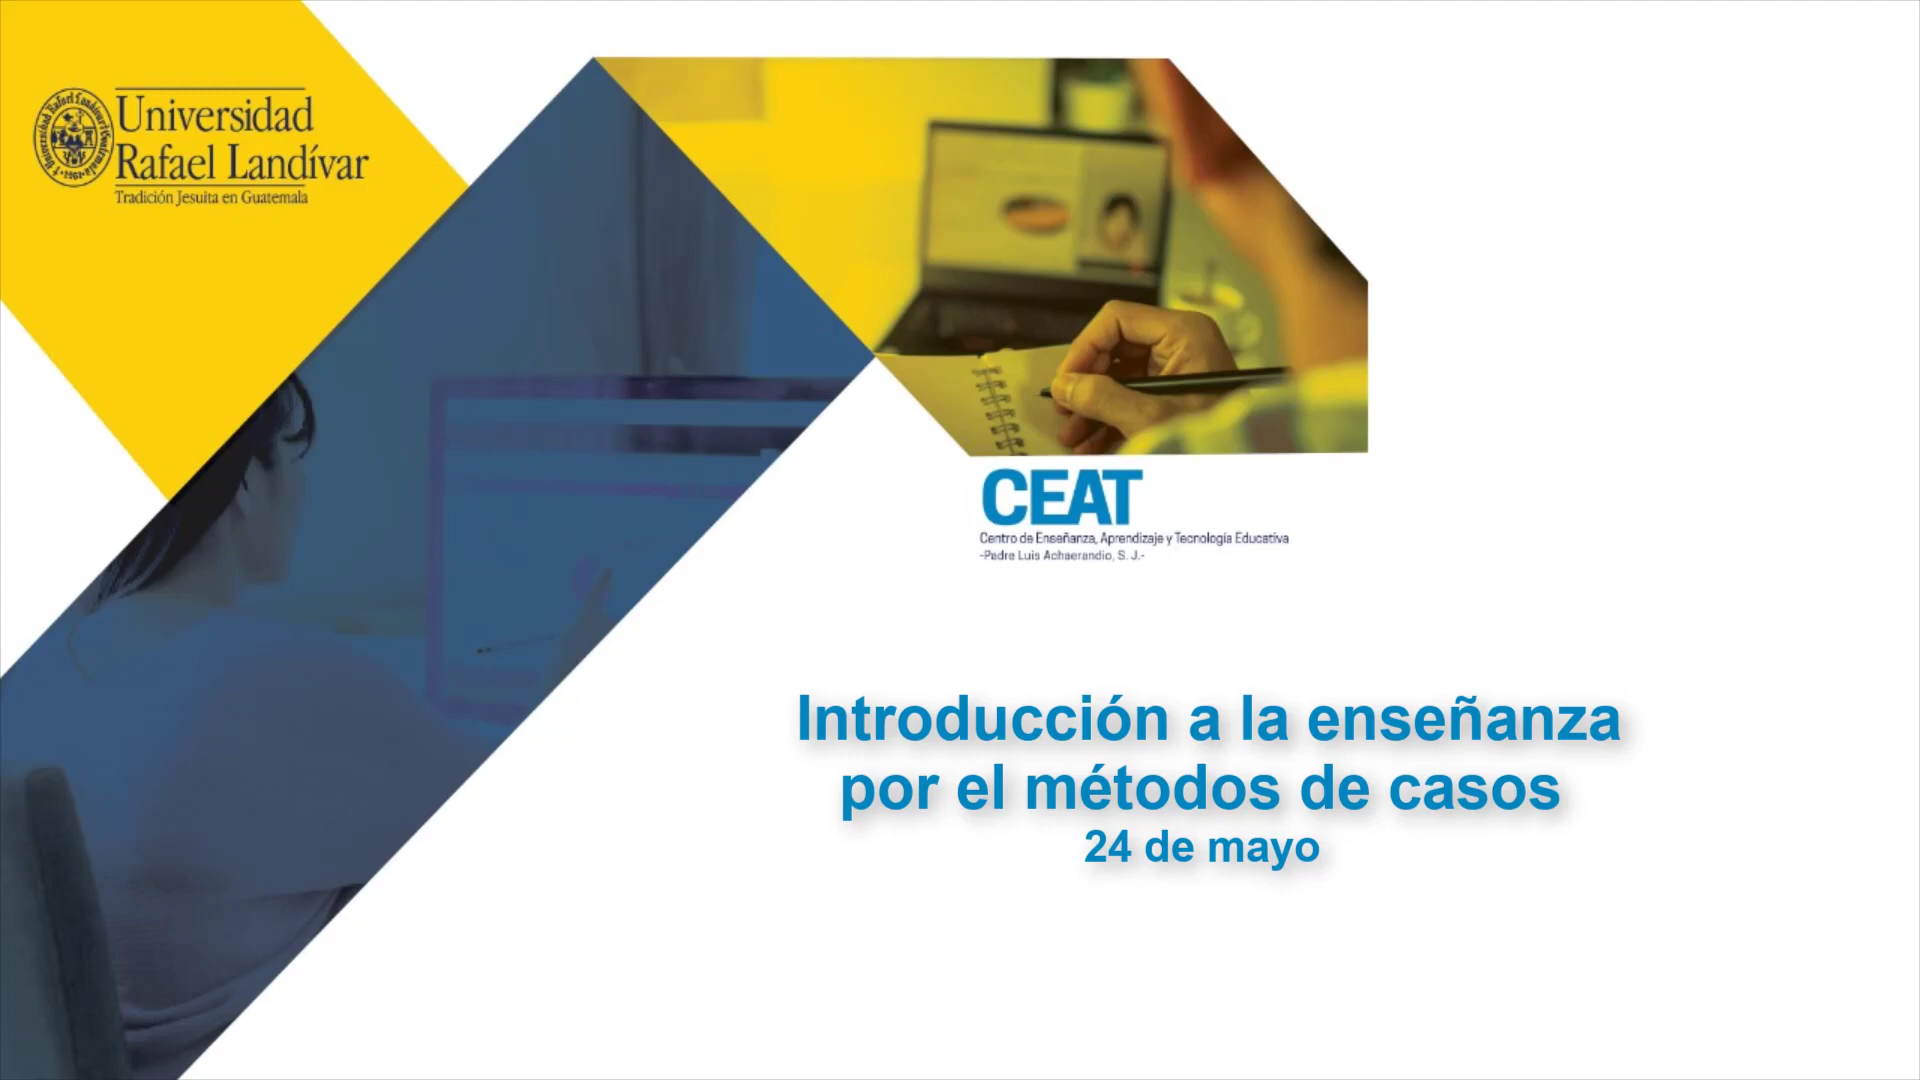 Universidad
Rafael Landívar
Tradición Jesuita en Guatemala
CEAT
Centro de Enseñanza, Aprendizaje y Tecnología Educativa
-Padre Luis Achaerandio, S. J.-
Introducción a la enseñanza
por el métodos de casos
24 de mayo